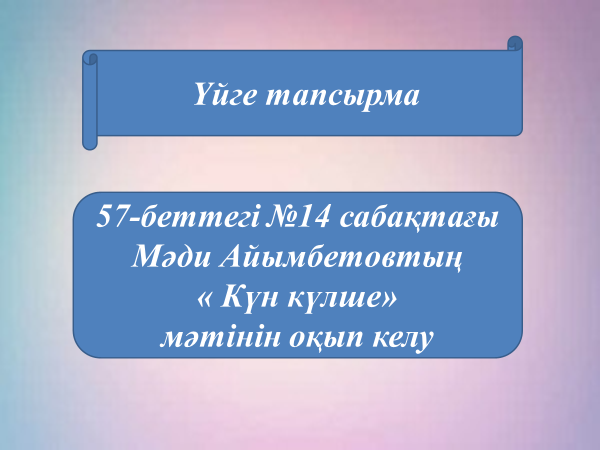 Үйге тапсырма
57-беттегі №14 сабақтағы
Мәди Айымбетовтың
« Күн күлше»
мәтінін оқып келу